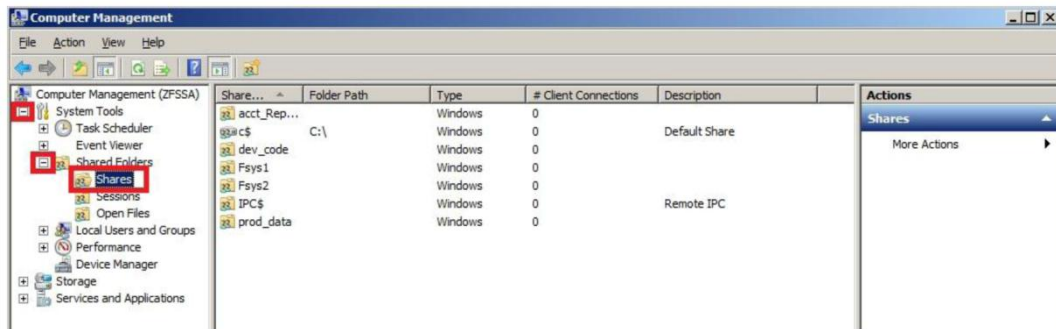 Computer Management
File Action View Help
Computer Management (ZFSSA)
System Tools
Task Scheduler
Event Viewer
Shared Folders
Shares
Sessions
Open Files
Local Users and Groups
Performance
Device Manager
Storage
Services and Applications
Share... Folder Path Type # Client Connections Description
acct_Rep... Windows 0
c$ C:\ Windows 0 Default Share
dev_code Windows 0
Fsys1 Windows 0
Fsys2 Windows 0
IPC$ Windows 0 Remote IPC
prod_data Windows 0
Actions
Shares
More Actions